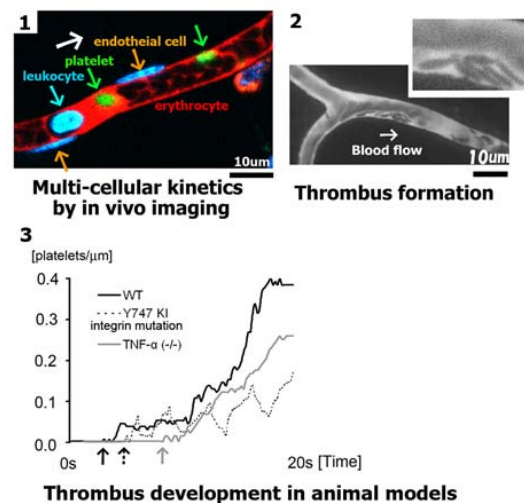 1
endotheial cell
platelet
leukocyte
erythrocyte
10um
Multi-cellular kinetics
by in vivo imaging
2
Blood flow
10um
Thrombus formation
3
[platelets/μm]
0.4
0.3
0.2
0.1
0.0
WT
Y747 KI
integrin mutation
TNF-α (-/-)
0s
20s [Time]
Thrombus development in animal models